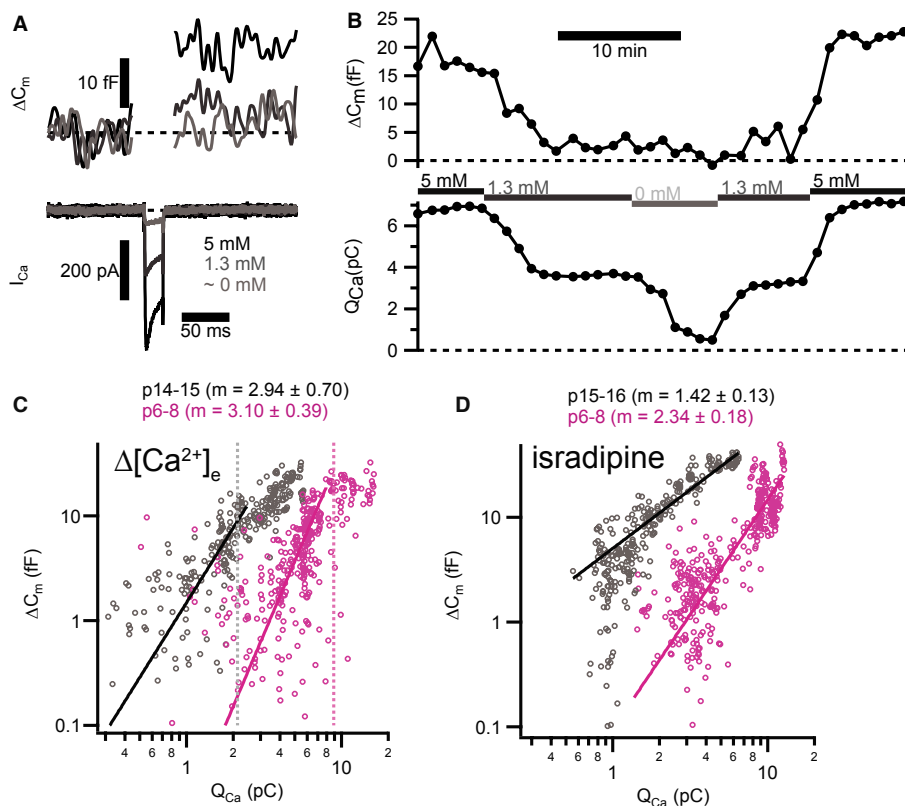 A
ΔCm
10 fF
ICa
200 pA
5 mM
1.3 mM
~ 0 mM
50 ms
B
10 min
25
20
15
10
5
0
ΔCm(fF)
5 mM
1.3 mM
0 mM
1.3 mM
5 mM
6
4
2
0
QCa(pC)
C
p14-15 (m = 2.94 ± 0.70)
p6-8 (m = 3.10 ± 0.39)
Δ[Ca2+]e
10
1
0.1
ΔCm (fF)
4
6
8
1
2
4
6
8
10
2
QCa (pC)
D
p15-16 (m = 1.42 ± 0.13)
p6-8 (m = 2.34 ± 0.18)
isradipine
10
1
0.1
ΔCm (fF)
4
6
8
1
2
4
6
8
10
2
QCa (pC)